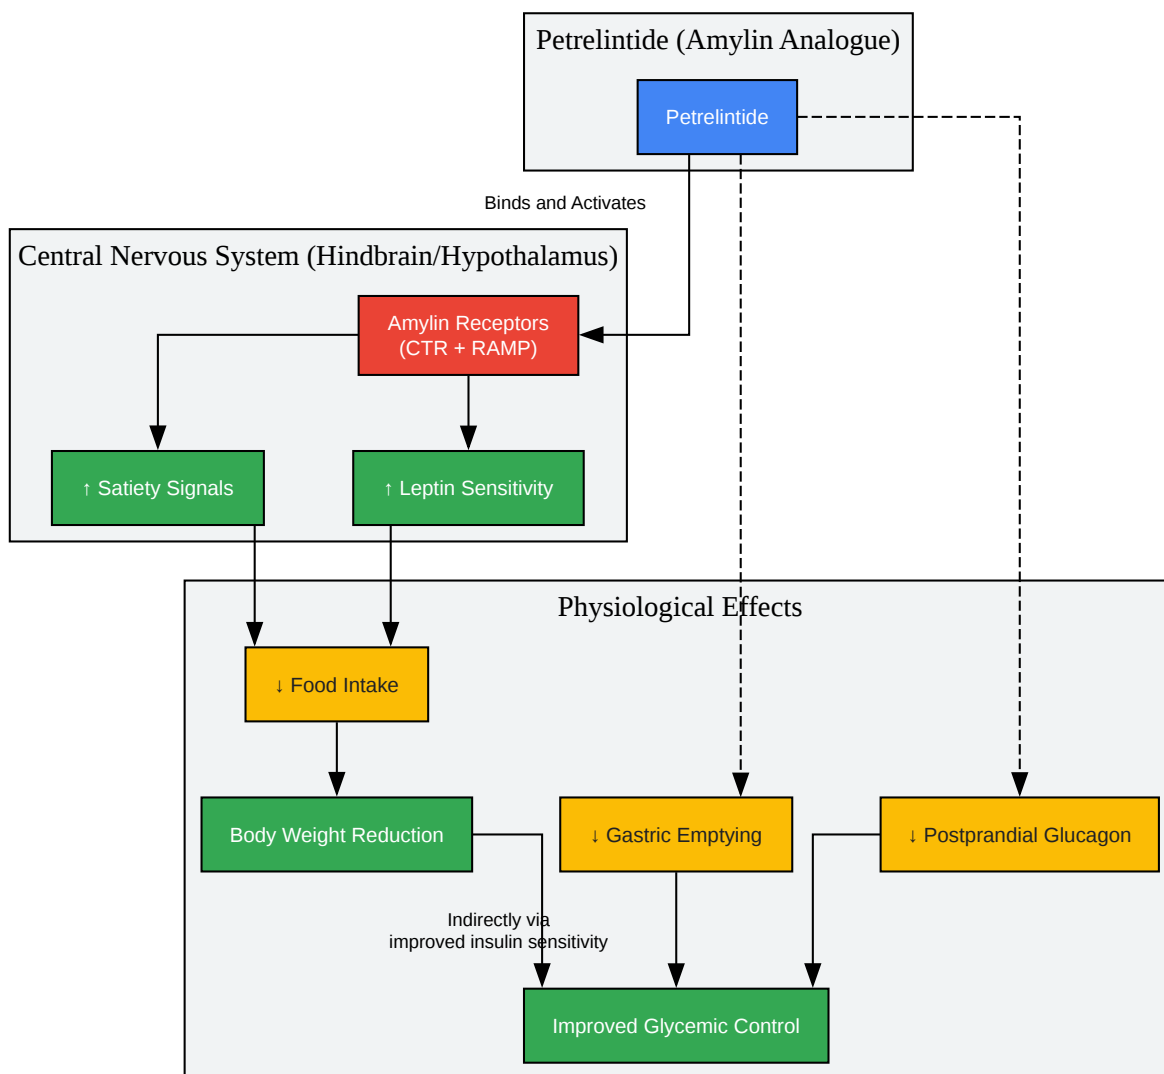 Petrelintide (Amylin Analogue)
Petrelintide
Binds and Activates
Central Nervous System (Hindbrain/Hypothalamus)
Amylin Receptors
(CTR + RAMP)
↑ Satiety Signals
↑ Leptin Sensitivity
Physiological Effects
↓ Food Intake
Body Weight Reduction
↓ Gastric Emptying
↓ Postprandial Glucagon
Indirectly via
improved insulin sensitivity
Improved Glycemic Control